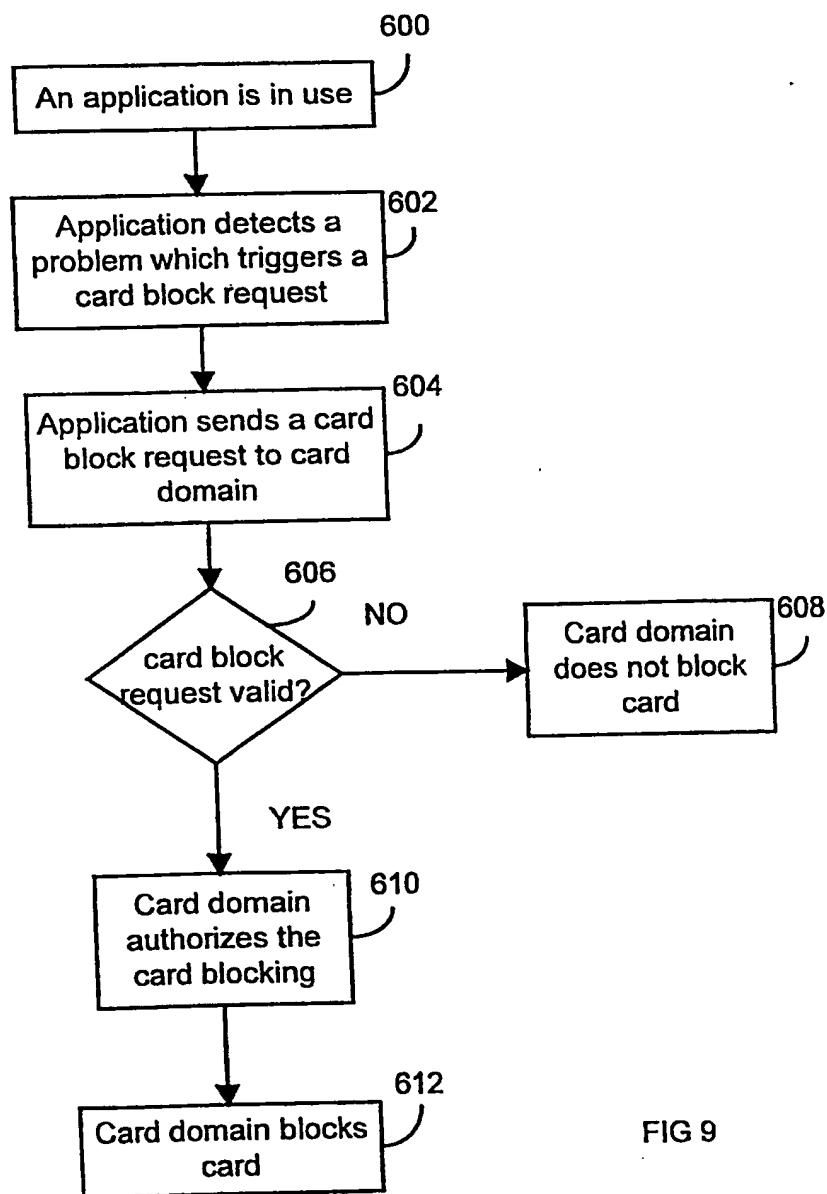 600
An application is in use
602
Application detects a
problem which triggers a
card block request
604
Application sends a card
block request to card
domain
606
card block
request valid?
NO
608
Card domain
does not block
card
YES
610
Card domain
authorizes the
card blocking
612
Card domain blocks
card
FIG 9